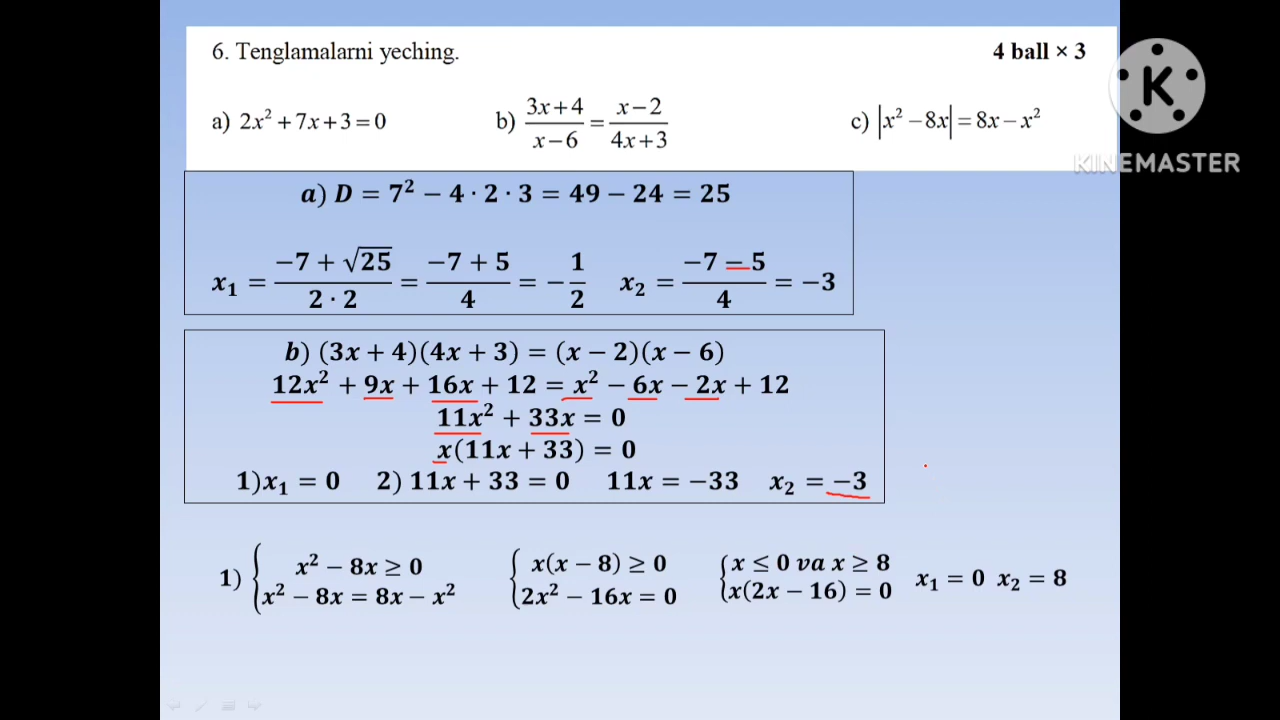 6. Tenglamalarni yeching. 4 ball × 3
a) 2x² + 7x + 3 = 0 b) (3x + 4)/(x − 6) = (x − 2)/(4x + 3) c) |x² − 8x| = 8x − x²
K
KINEMASTER
a) D = 7² − 4 · 2 · 3 = 49 − 24 = 25
x₁ = (−7 + √25)/(2 · 2) = (−7 + 5)/4 = −1/2 x₂ = (−7 − 5)/4 = −3
b) (3x + 4)(4x + 3) = (x − 2)(x − 6)
12x² + 9x + 16x + 12 = x² − 6x − 2x + 12
11x² + 33x = 0
x(11x + 33) = 0
1)x₁ = 0 2) 11x + 33 = 0 11x = −33 x₂ = −3
1) { x² − 8x ≥ 0 { x(x − 8) ≥ 0 { x ≤ 0 va x ≥ 8 x₁ = 0 x₂ = 8
x² − 8x = 8x − x² 2x² − 16x = 0 x(2x − 16) = 0